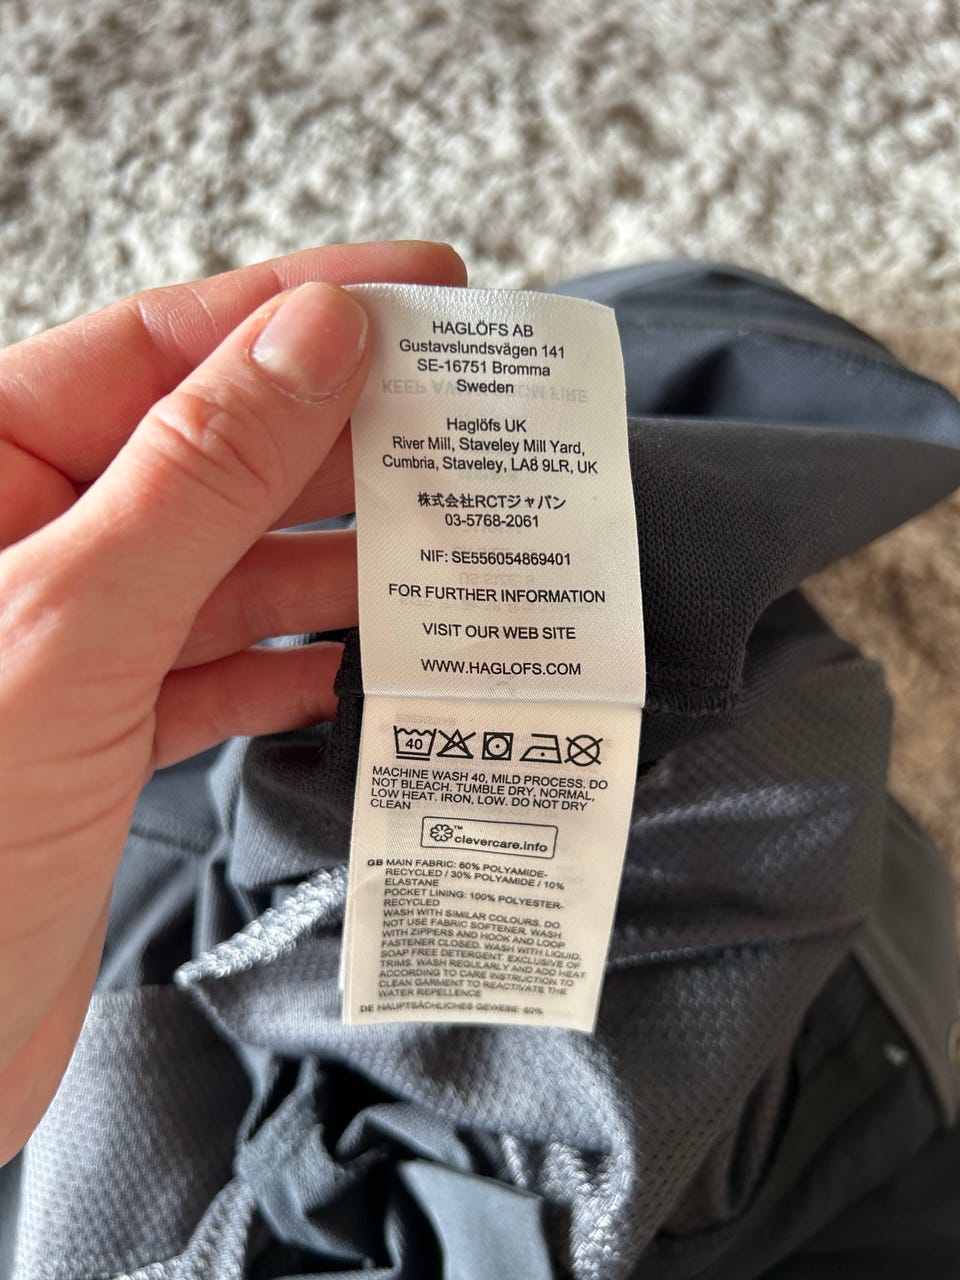 HAGLÖFS AB
Gustavslundsvägen 141
SE-16751 Bromma
Sweden
Haglöfs UK
River Mill, Staveley Mill Yard,
Cumbria, Staveley, LA8 9LR, UK
株式会社RCTジャパン
03-5768-2061
NIF: SE556054869401
FOR FURTHER INFORMATION
VISIT OUR WEB SITE
WWW.HAGLOFS.COM
40
MACHINE WASH 40, MILD PROCESS. DO
NOT BLEACH. TUMBLE DRY, NORMAL,
LOW HEAT. IRON, LOW. DO NOT DRY
CLEAN
™
clevercare.info
GB MAIN FABRIC: 60% POLYAMIDE-
RECYCLED / 30% POLYAMIDE / 10%
ELASTANE
POCKET LINING: 100% POLYESTER-
RECYCLED
WASH WITH SIMILAR COLOURS. DO
NOT USE FABRIC SOFTENER. WASH
WITH ZIPPERS AND HOOK AND LOOP
FASTENER CLOSED. WASH WITH LIQUID,
SOAP FREE DETERGENT. EXCLUSIVE OF
TRIMS. WASH REGULARLY AND ADD HEAT
ACCORDING TO CARE INSTRUCTION TO
CLEAN GARMENT TO REACTIVATE THE
WATER REPELLENCE
DE HAUPTSÄCHLICHES GEWEBE: 60%